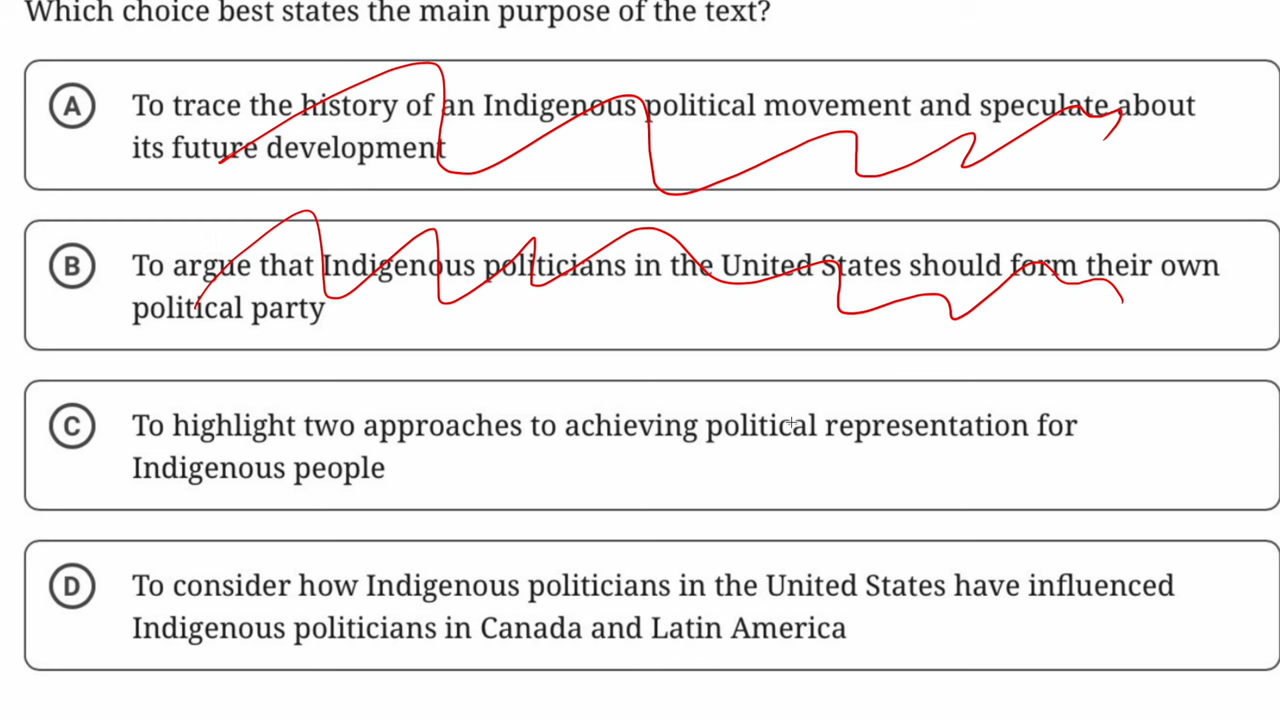 Which choice best states the main purpose of the text?
A To trace the history of an Indigenous political movement and speculate about
its future development
B To argue that Indigenous politicians in the United States should form their own
political party
C To highlight two approaches to achieving political representation for
Indigenous people
D To consider how Indigenous politicians in the United States have influenced
Indigenous politicians in Canada and Latin America